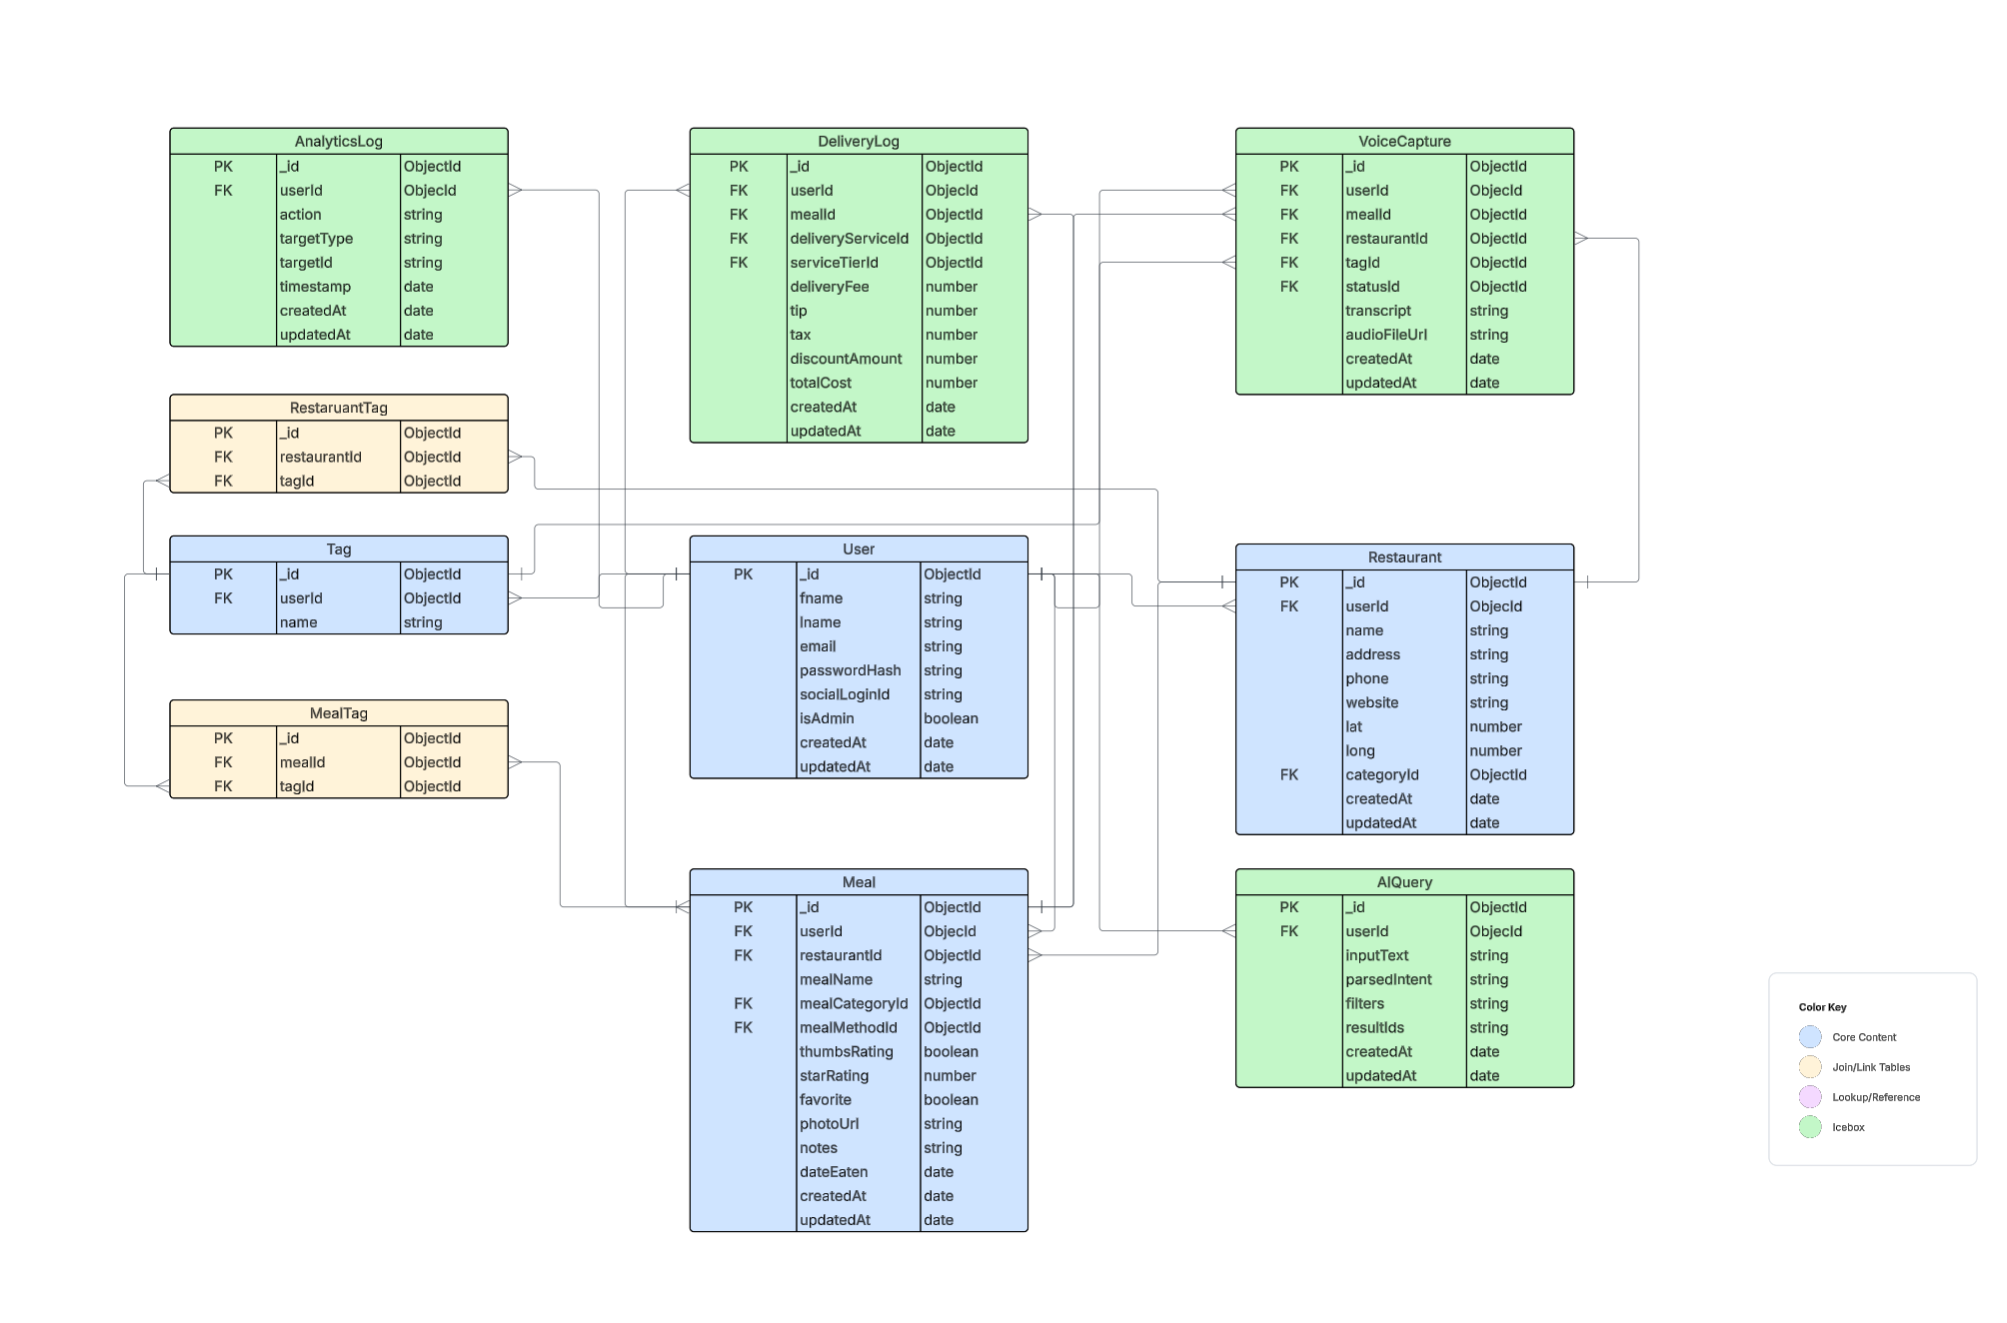 AnalyticsLog
PK _id ObjectId
FK userId ObjecId
action string
targetType string
targetId string
timestamp date
createdAt date
updatedAt date
DeliveryLog
PK _id ObjectId
FK userId ObjecId
FK mealId ObjectId
FK deliveryServiceId ObjectId
FK serviceTierId ObjectId
deliveryFee number
tip number
tax number
discountAmount number
totalCost number
createdAt date
updatedAt date
VoiceCapture
PK _id ObjectId
FK userId ObjecId
FK mealId ObjectId
FK restaurantId ObjectId
FK tagId ObjectId
FK statusId ObjectId
transcript string
audioFileUrl string
createdAt date
updatedAt date
RestaruantTag
PK _id ObjectId
FK restaurantId ObjectId
FK tagId ObjectId
Tag
PK _id ObjectId
FK userId ObjectId
name string
User
PK _id ObjectId
fname string
lname string
email string
passwordHash string
socialLoginId string
isAdmin boolean
createdAt date
updatedAt date
Restaurant
PK _id ObjectId
FK userId ObjecId
name string
address string
phone string
website string
lat number
long number
FK categoryId ObjectId
createdAt date
updatedAt date
MealTag
PK _id ObjectId
FK mealId ObjectId
FK tagId ObjectId
Meal
PK _id ObjectId
FK userId ObjecId
FK restaurantId ObjectId
mealName string
FK mealCategoryId ObjectId
FK mealMethodId ObjectId
thumbsRating boolean
starRating number
favorite boolean
photoUrl string
notes string
dateEaten date
createdAt date
updatedAt date
AIQuery
PK _id ObjectId
FK userId ObjecId
inputText string
parsedIntent string
filters string
resultIds string
createdAt date
updatedAt date
Color Key
Core Content
Join/Link Tables
Lookup/Reference
Icebox